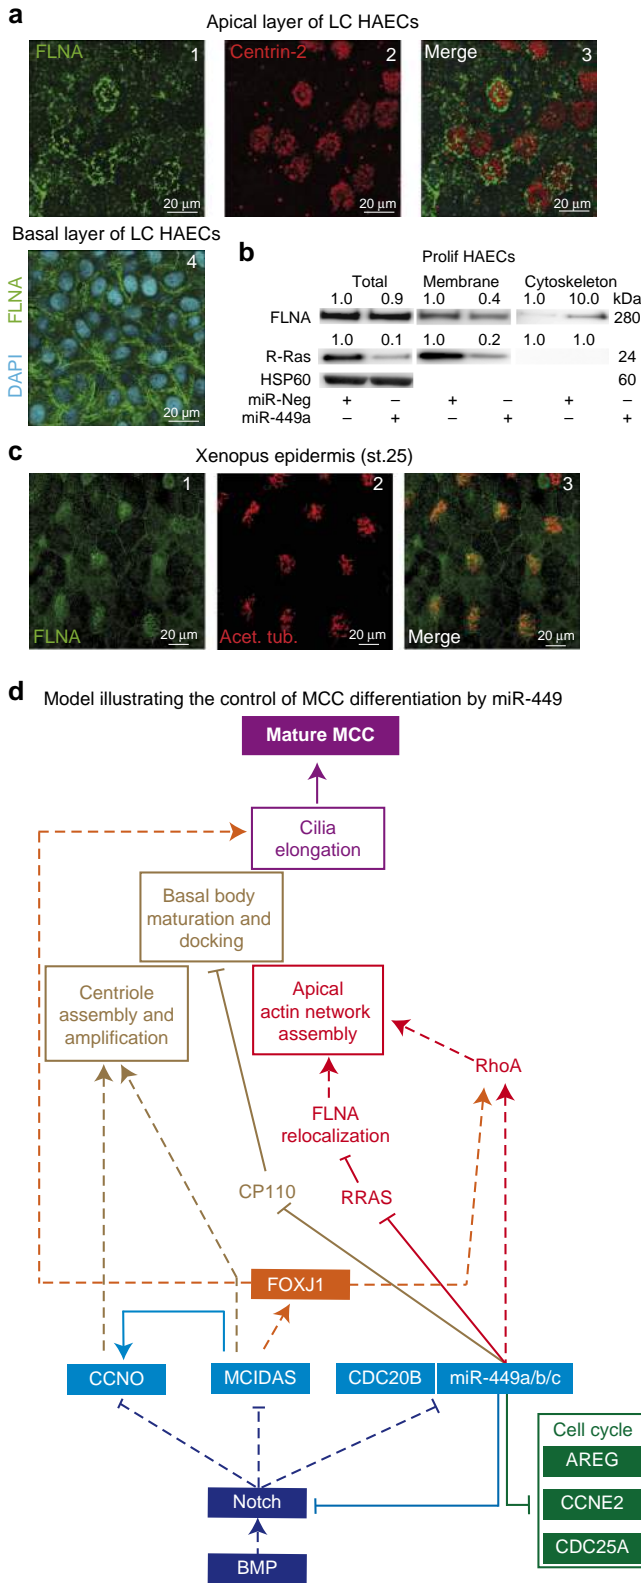 a
Apical layer of LC HAECs
FLNA 1
Centrin-2 2
Merge 3
20 µm
20 µm
20 µm
Basal layer of LC HAECs
DAPI FLNA
4
20 µm
b
Prolif HAECs
Total Membrane Cytoskeleton
1.0 0.9 1.0 0.4 1.0 10.0 kDa
FLNA 280
1.0 0.1 1.0 0.2 1.0 1.0
R-Ras 24
HSP60 60
miR-Neg + – + – + –
miR-449a – + – + – +
c
Xenopus epidermis (st.25)
1 2 3
FLNA 20 µm
Acet. tub. 20 µm
Merge 20 µm
d
Model illustrating the control of MCC differentiation by miR-449
Mature MCC
Cilia
elongation
Basal body
maturation and
docking
Centriole
assembly and
amplification
Apical
actin network
assembly
RhoA
FLNA
relocalization
CP110
RRAS
FOXJ1
CCNO
MCIDAS
CDC20B
miR-449a/b/c
Cell cycle
AREG
CCNE2
CDC25A
Notch
BMP